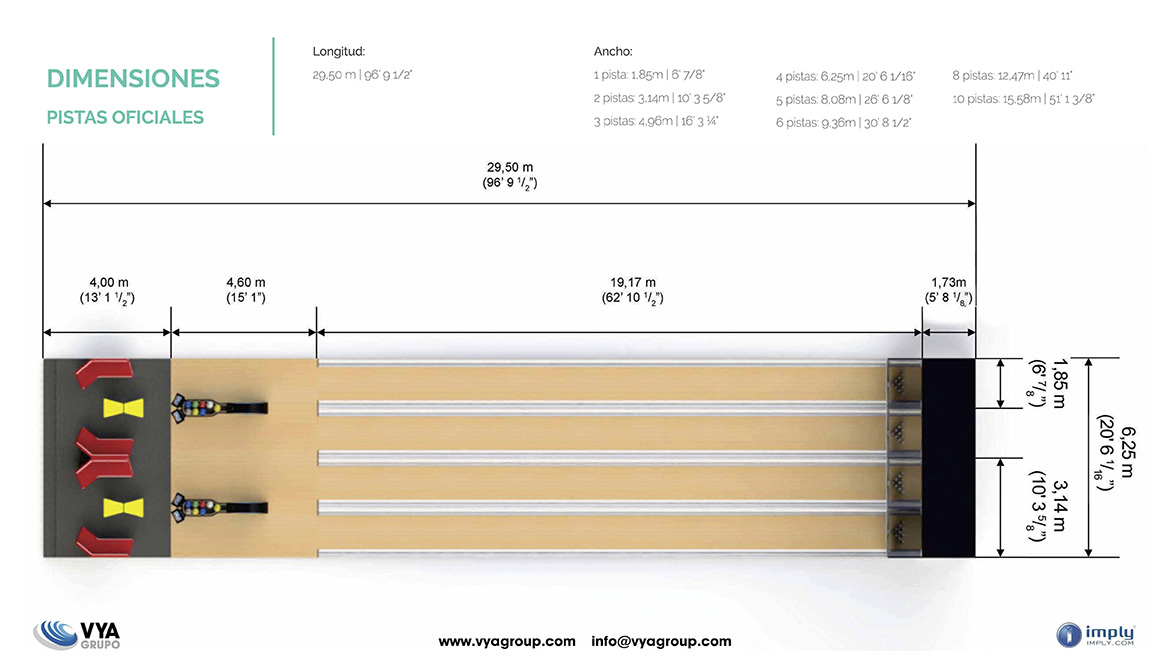 DIMENSIONES
PISTAS OFICIALES
Longitud:
29,50 m | 96' 9 1/2"
Ancho:
1 pista: 1,85m | 6' 7/8"
2 pistas: 3,14m | 10' 3 5/8"
3 pistas: 4,96m | 16' 3 ¼"
4 pistas: 6,25m | 20' 6 1/16"
5 pistas: 8,08m | 26' 6 1/8"
6 pistas: 9,36m | 30' 8 1/2"
8 pistas: 12,47m | 40' 11"
10 pistas: 15,58m | 51' 1 3/8"
29,50 m
(96' 9 1/2")
4,00 m
(13' 1 1/2")
4,60 m
(15' 1")
19,17 m
(62' 10 1/2")
1,73m
(5' 8 1/8,")
1,85 m
(6' 7/8")
3,14 m
(10' 3 5/8")
6,25 m
(20' 6 1/16")
VYA
GRUPO
www.vyagroup.com info@vyagroup.com
imply
IMPLY.COM